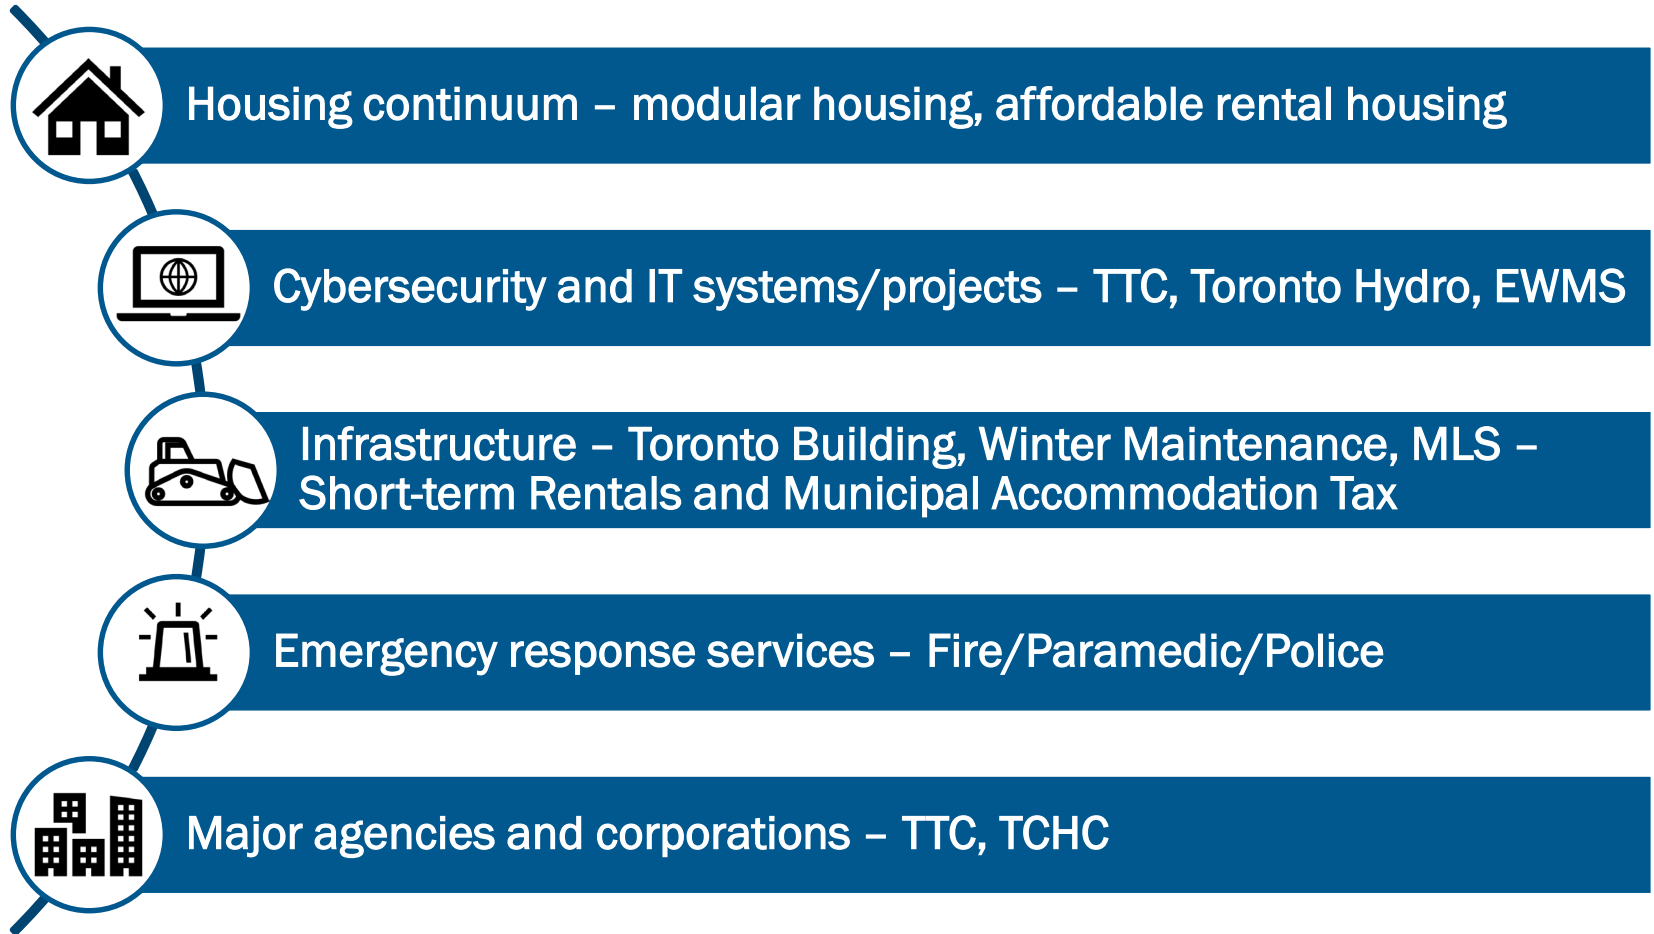 Housing continuum – modular housing, affordable rental housing
Cybersecurity and IT systems/projects – TTC, Toronto Hydro, EWMS
Infrastructure – Toronto Building, Winter Maintenance, MLS –
Short-term Rentals and Municipal Accommodation Tax
Emergency response services – Fire/Paramedic/Police
Major agencies and corporations – TTC, TCHC